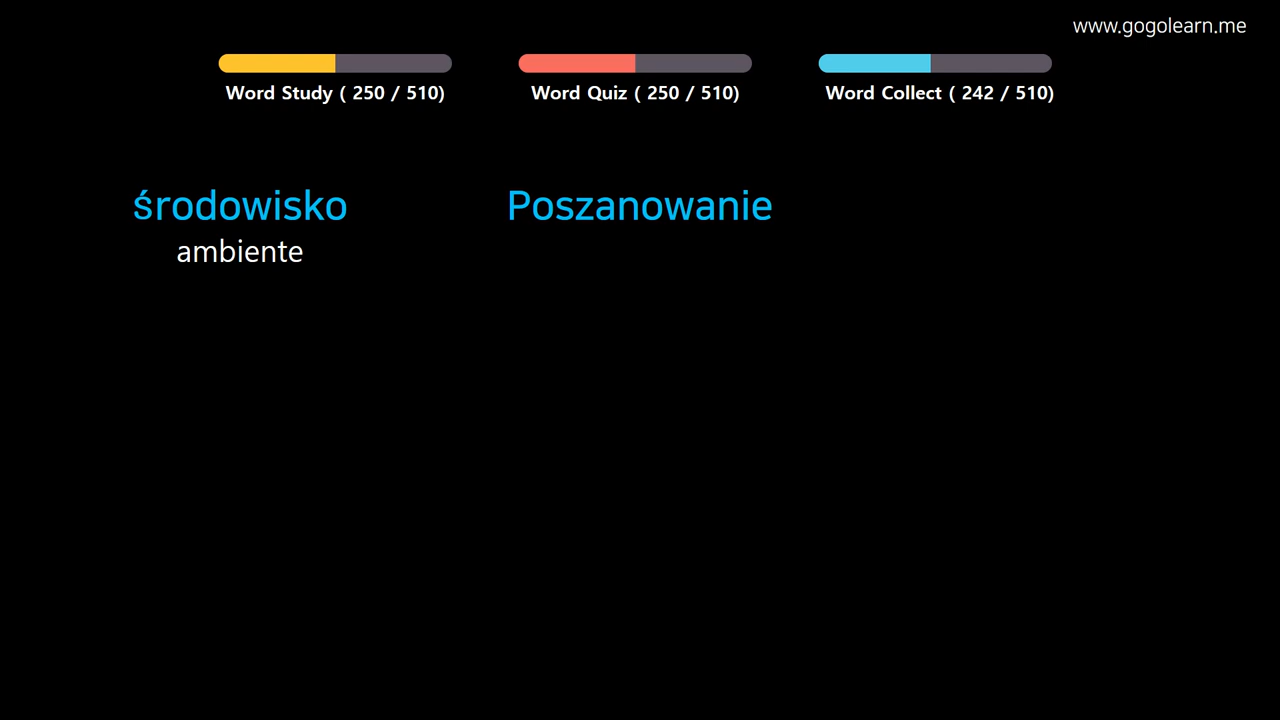 www.gogolearn.me
Word Study ( 250 / 510)
Word Quiz ( 250 / 510)
Word Collect ( 242 / 510)
środowisko
ambiente
Poszanowanie